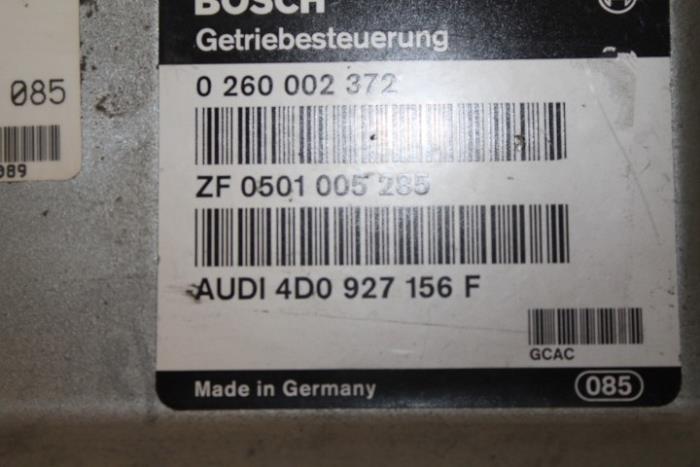 BOSCH
Getriebesteuerung
0 260 002 372
ZF 0501 005 285
AUDI 4D0 927 156 F
GCAC
Made in Germany
085
085
089